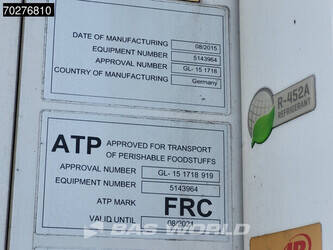 70276810
DATE OF MANUFACTURING 08/2015
EQUIPMENT NUMBER 5143964
APPROVAL NUMBER GL- 15 1718
COUNTRY OF MANUFACTURING Germany
R-452A
REFRIGERANT
ATP APPROVED FOR TRANSPORT
OF PERISHABLE FOODSTUFFS
APPROVAL NUMBER GL- 15 1718 919
EQUIPMENT NUMBER 5143964
ATP MARK FRC
VALID UNTIL 08/2021
BAS WORLD